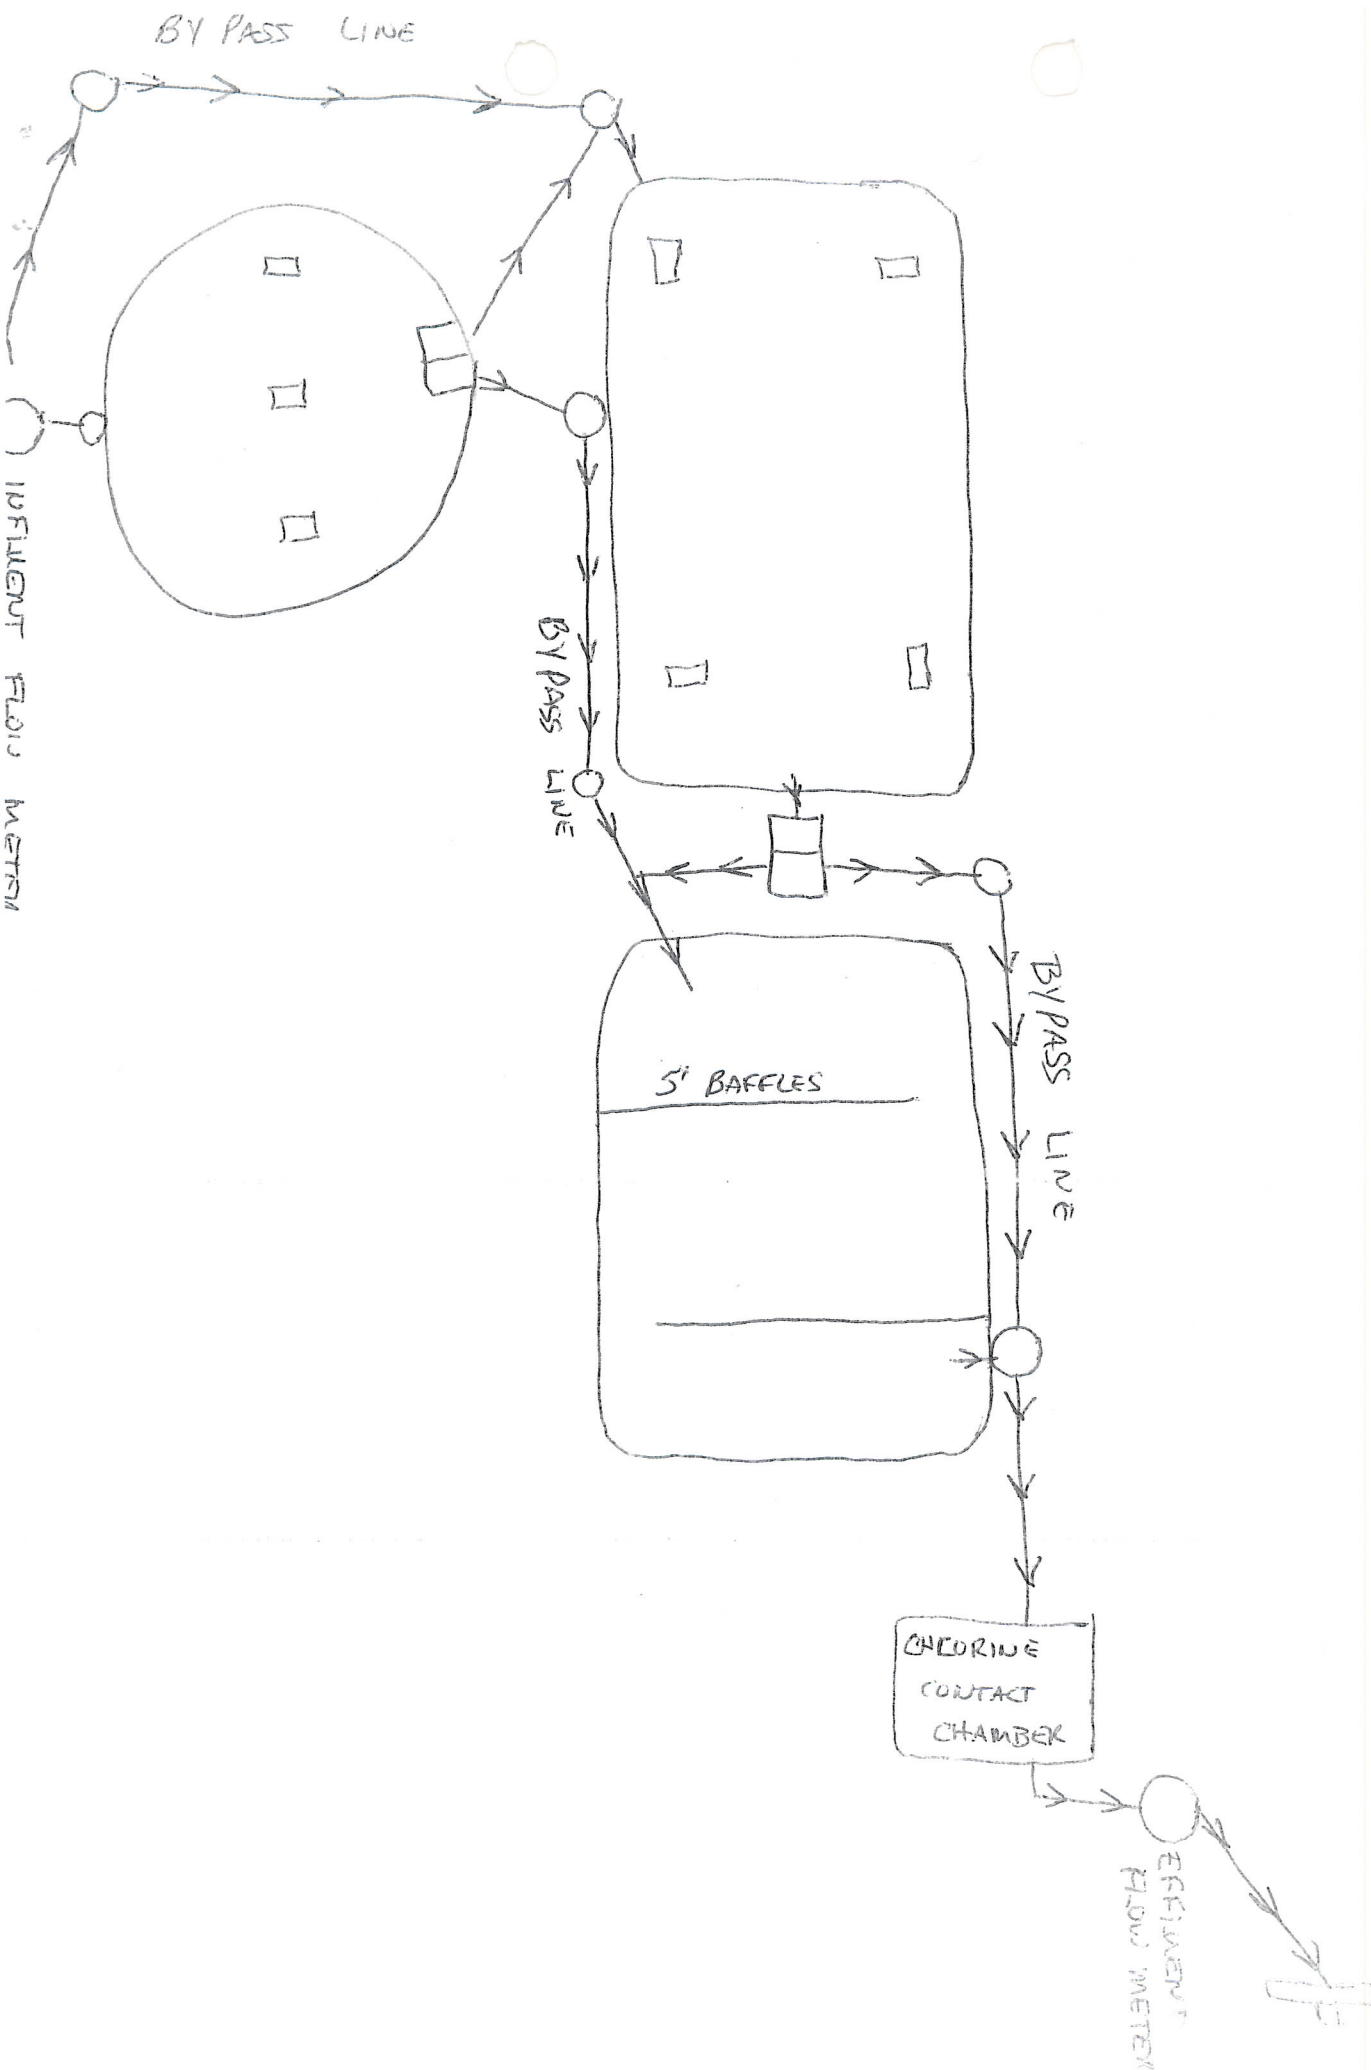 BY PASS LINE
INFLUENT FLOW METER
BYPASS LINE
BYPASS LINE
5' BAFFLES
CHLORINE
CONTACT
CHAMBER
EFFLUENT
FLOW METER